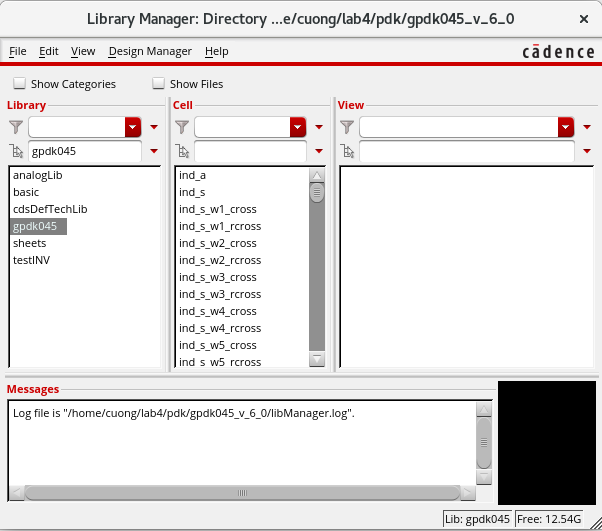 Library Manager: Directory ...e/cuong/lab4/pdk/gpdk045_v_6_0
File Edit View Design Manager Help
cādence
Show Categories Show Files
Library Cell View
gpdk045
analogLib
basic
cdsDefTechLib
gpdk045
sheets
testINV
ind_a
ind_s
ind_s_w1_cross
ind_s_w1_rcross
ind_s_w2_cross
ind_s_w2_rcross
ind_s_w3_cross
ind_s_w3_rcross
ind_s_w4_cross
ind_s_w4_rcross
ind_s_w5_cross
ind_s_w5_rcross
Messages
Log file is "/home/cuong/lab4/pdk/gpdk045_v_6_0/libManager.log".
Lib: gpdk045 Free: 12.54G